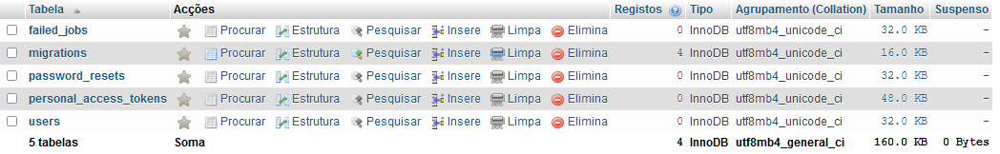 Tabela Acções Registos Tipo Agrupamento (Collation) Tamanho Suspenso
failed_jobs Procurar Estrutura Pesquisar Insere Limpa Elimina 0 InnoDB utf8mb4_unicode_ci 32.0 KB -
migrations Procurar Estrutura Pesquisar Insere Limpa Elimina 4 InnoDB utf8mb4_unicode_ci 16.0 KB -
password_resets Procurar Estrutura Pesquisar Insere Limpa Elimina 0 InnoDB utf8mb4_unicode_ci 32.0 KB -
personal_access_tokens Procurar Estrutura Pesquisar Insere Limpa Elimina 0 InnoDB utf8mb4_unicode_ci 48.0 KB -
users Procurar Estrutura Pesquisar Insere Limpa Elimina 0 InnoDB utf8mb4_unicode_ci 32.0 KB -
5 tabelas Soma 4 InnoDB utf8mb4_general_ci 160.0 KB 0 Bytes